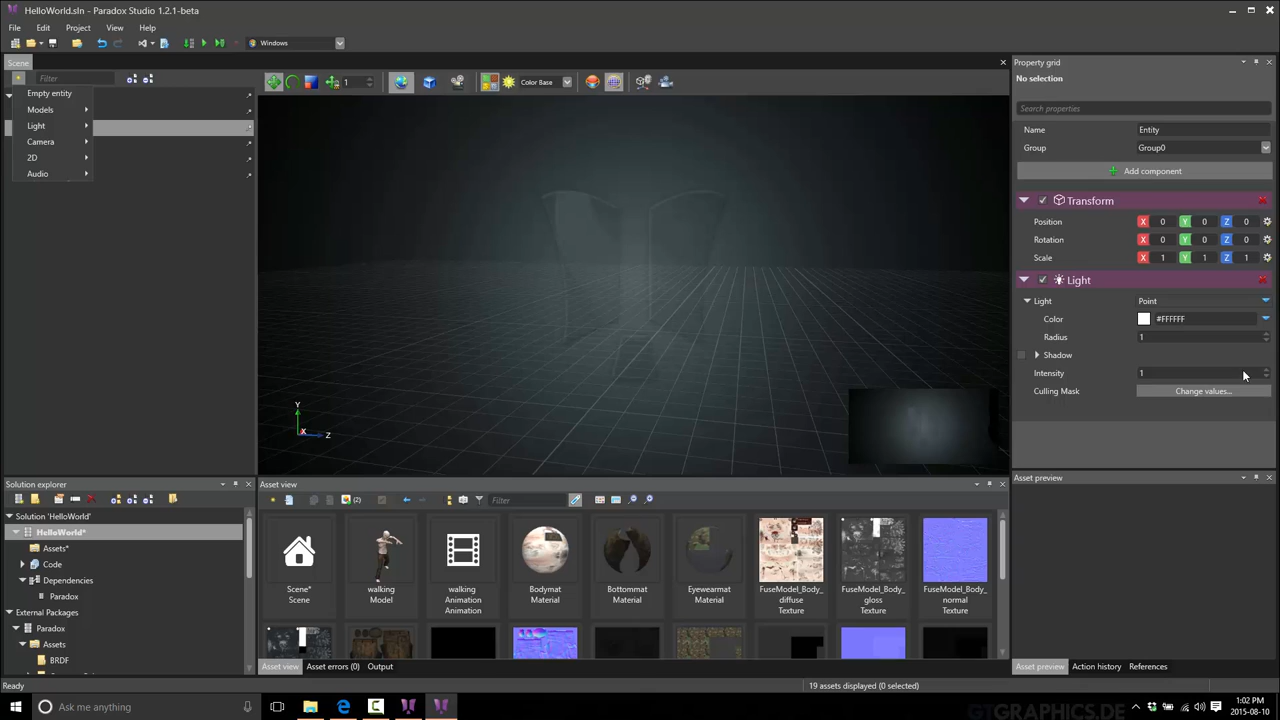 HelloWorld.sln - Paradox Studio 1.2.1-beta
File Edit Project View Help
Windows
Scene
Filter
1
Color Base
Empty entity
Models
Light
Camera
2D
Audio
Y
X
Z
Property grid
No selection
Search properties
Name Entity
Group Group0
Add component
Transform
Position X 0 Y 0 Z 0
Rotation X 0 Y 0 Z 0
Scale X 1 Y 1 Z 1
Light
Light Point
Color #FFFFFF
Radius 1
Shadow
Intensity 1
Culling Mask Change values...
Solution explorer
Solution 'HelloWorld'
HelloWorld*
Assets*
Code
Dependencies
Paradox
External Packages
Paradox
Assets
BRDF
Asset view
(2)
Filter
Scene*
Scene
walking
Model
walking
Animation
Animation
Bodymat
Material
Bottommat
Material
Eyewearmat
Material
FuseModel_Body_
diffuse
Texture
FuseModel_Body_
gloss
Texture
FuseModel_Body_
normal
Texture
Asset view Asset errors (0) Output
Asset preview
Asset preview Action history References
Ready
19 assets displayed (0 selected)
Ask me anything
GTGRAPHICS.DE
1:02 PM
2015-08-10